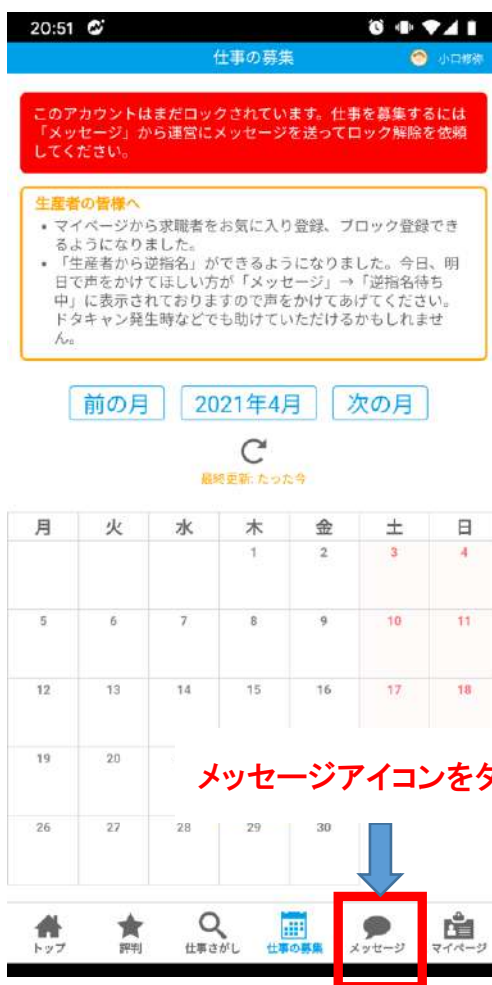 20:51
仕事の募集
小口修弥
このアカウントはまだロックされています。仕事を募集するには
「メッセージ」から運営にメッセージを送ってロック解除を依頼
してください。
生産者の皆様へ
• マイページから求職者をお気に入り登録、ブロック登録でき
るようになりました。
• 「生産者から逆指名」ができるようになりました。今日、明
日で声をかけてほしい方が「メッセージ」→「逆指名待ち
中」に表示されておりますので声をかけてあげてください。
ドタキャン発生時などでも助けていただけるかもしれませ
ん。
前の月 2021年4月 次の月
最終更新: たった今
月 火 水 木 金 土 日
1 2 3 4
5 6 7 8 9 10 11
12 13 14 15 16 17 18
19 20
メッセージアイコンを
26 27 28 29 30
トップ 評判 仕事さがし 仕事の募集 メッセージ マイページ